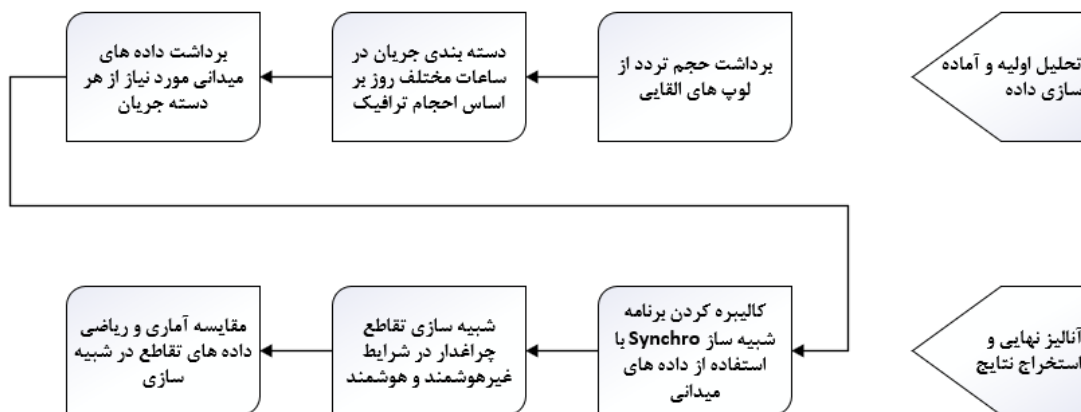 تحلیل اولیه و آماده
سازی داده
برداشت حجم تردد از
لوپ های القایی
دسته بندی جریان در
ساعات مختلف روز بر
اساس احجام ترافیک
برداشت داده های
میدانی مورد نیاز از هر
دسته جریان
آنالیز نهایی و
استخراج نتایج
کالیبره کردن برنامه
شبیه ساز Synchro با
استفاده از داده های
میدانی
شبیه سازی تقاطع
چراغدار در شرایط
غیرهوشمند و هوشمند
مقایسه آماری و ریاضی
داده های تقاطع در شبیه
سازی